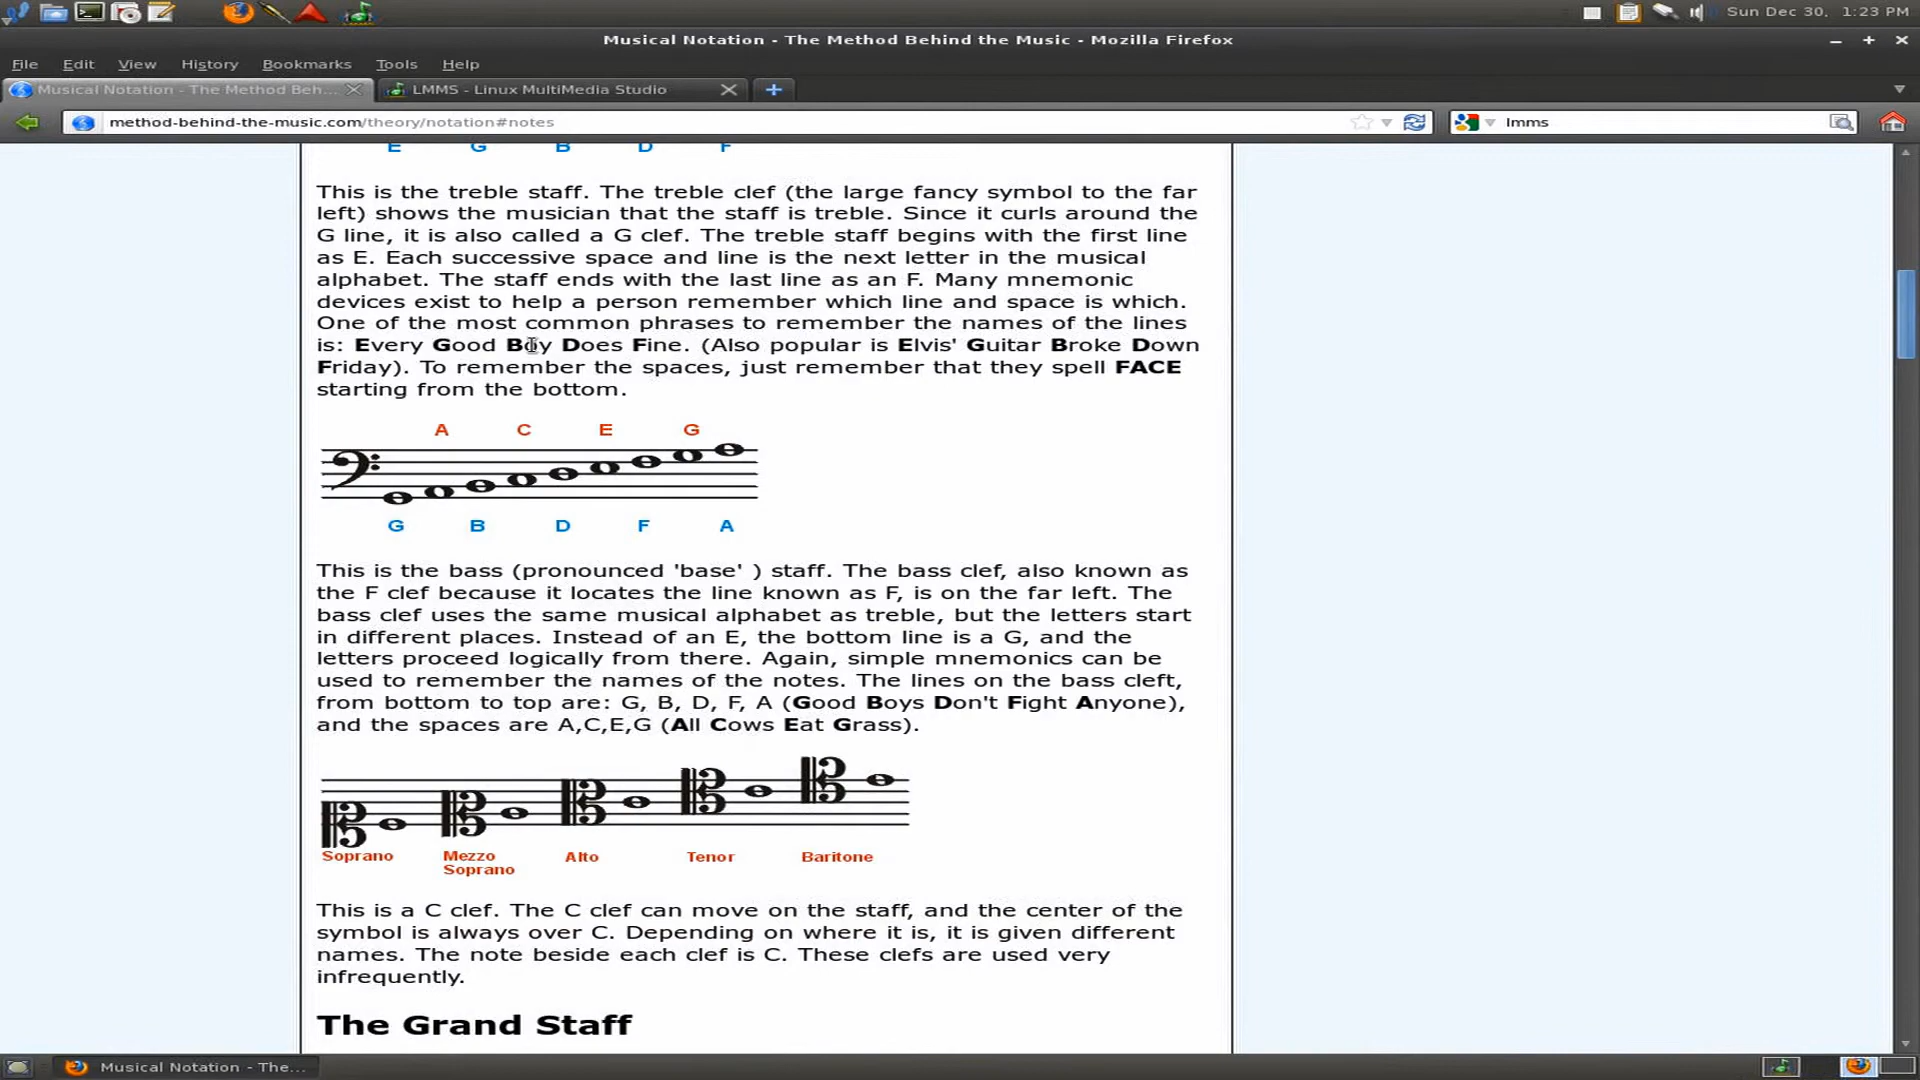 Sun Dec 30, 1:23 PM
Musical Notation - The Method Behind the Music - Mozilla Firefox
File Edit View History Bookmarks Tools Help
Musical Notation - The Method Beh... LMMS - Linux MultiMedia Studio
method-behind-the-music.com/theory/notation#notes lmms
E G B D F
This is the treble staff. The treble clef (the large fancy symbol to the far
left) shows the musician that the staff is treble. Since it curls around the
G line, it is also called a G clef. The treble staff begins with the first line
as E. Each successive space and line is the next letter in the musical
alphabet. The staff ends with the last line as an F. Many mnemonic
devices exist to help a person remember which line and space is which.
One of the most common phrases to remember the names of the lines
is: Every Good Boy Does Fine. (Also popular is Elvis' Guitar Broke Down
Friday). To remember the spaces, just remember that they spell FACE
starting from the bottom.
A C E G
G B D F A
This is the bass (pronounced 'base' ) staff. The bass clef, also known as
the F clef because it locates the line known as F, is on the far left. The
bass clef uses the same musical alphabet as treble, but the letters start
in different places. Instead of an E, the bottom line is a G, and the
letters proceed logically from there. Again, simple mnemonics can be
used to remember the names of the notes. The lines on the bass cleft,
from bottom to top are: G, B, D, F, A (Good Boys Don't Fight Anyone),
and the spaces are A,C,E,G (All Cows Eat Grass).
Soprano Mezzo Alto Tenor Baritone
Soprano
This is a C clef. The C clef can move on the staff, and the center of the
symbol is always over C. Depending on where it is, it is given different
names. The note beside each clef is C. These clefs are used very
infrequently.
The Grand Staff
Musical Notation - The...